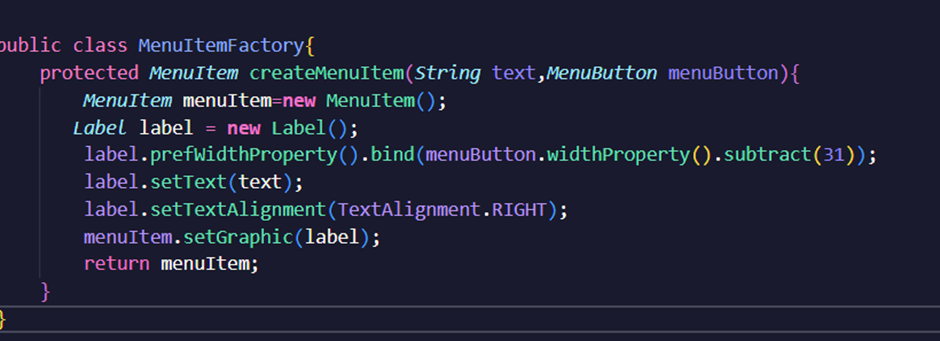 public class MenuItemFactory{
protected MenuItem createMenuItem(String text,MenuButton menuButton){
MenuItem menuItem=new MenuItem();
Label label = new Label();
label.prefWidthProperty().bind(menuButton.widthProperty().subtract(31));
label.setText(text);
label.setTextAlignment(TextAlignment.RIGHT);
menuItem.setGraphic(label);
return menuItem;
}
}